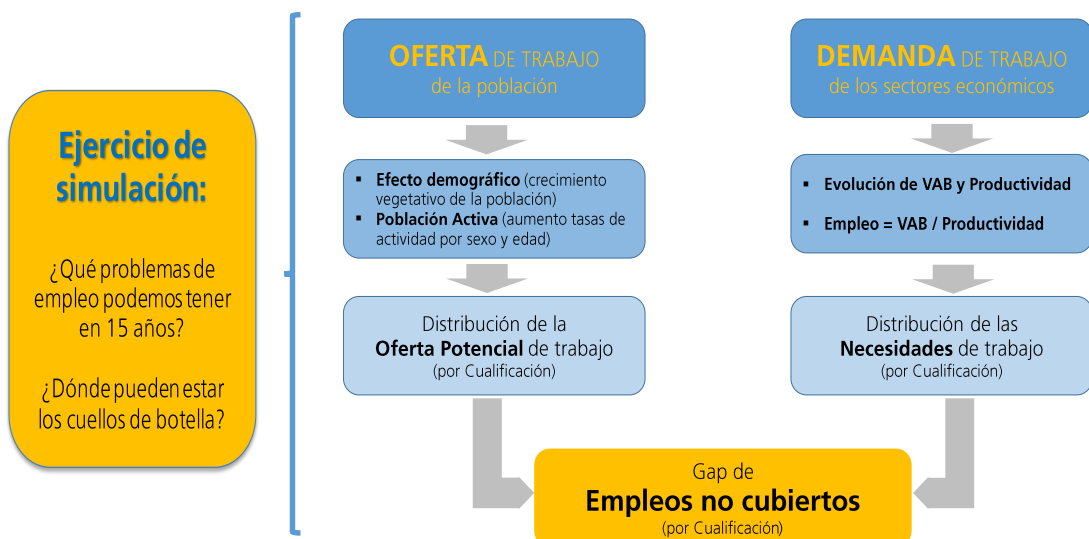 Ejercicio de
simulación:
¿Qué problemas de
empleo podemos tener
en 15 años?
¿Dónde pueden estar
los cuellos de botella?
OFERTA DE TRABAJO
de la población
▪ Efecto demográfico (crecimiento
vegetativo de la población)
▪ Población Activa (aumento tasas de
actividad por sexo y edad)
Distribución de la
Oferta Potencial de trabajo
(por Cualificación)
DEMANDA DE TRABAJO
de los sectores económicos
▪ Evolución de VAB y Productividad
▪ Empleo = VAB / Productividad
Distribución de las
Necesidades de trabajo
(por Cualificación)
Gap de
Empleos no cubiertos
(por Cualificación)